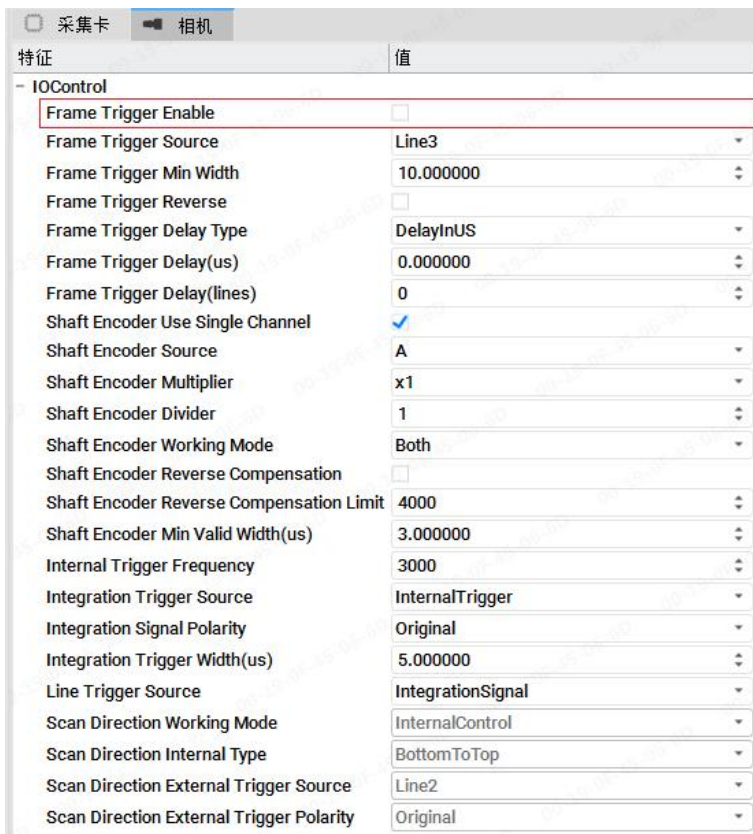 采集卡 相机
特征 值
IOControl
Frame Trigger Enable
Frame Trigger Source Line3
Frame Trigger Min Width 10.000000
Frame Trigger Reverse
Frame Trigger Delay Type DelayInUS
Frame Trigger Delay(us) 0.000000
Frame Trigger Delay(lines) 0
Shaft Encoder Use Single Channel
Shaft Encoder Source A
Shaft Encoder Multiplier x1
Shaft Encoder Divider 1
Shaft Encoder Working Mode Both
Shaft Encoder Reverse Compensation
Shaft Encoder Reverse Compensation Limit 4000
Shaft Encoder Min Valid Width(us) 3.000000
Internal Trigger Frequency 3000
Integration Trigger Source InternalTrigger
Integration Signal Polarity Original
Integration Trigger Width(us) 5.000000
Line Trigger Source IntegrationSignal
Scan Direction Working Mode InternalControl
Scan Direction Internal Type BottomToTop
Scan Direction External Trigger Source Line2
Scan Direction External Trigger Polarity Original